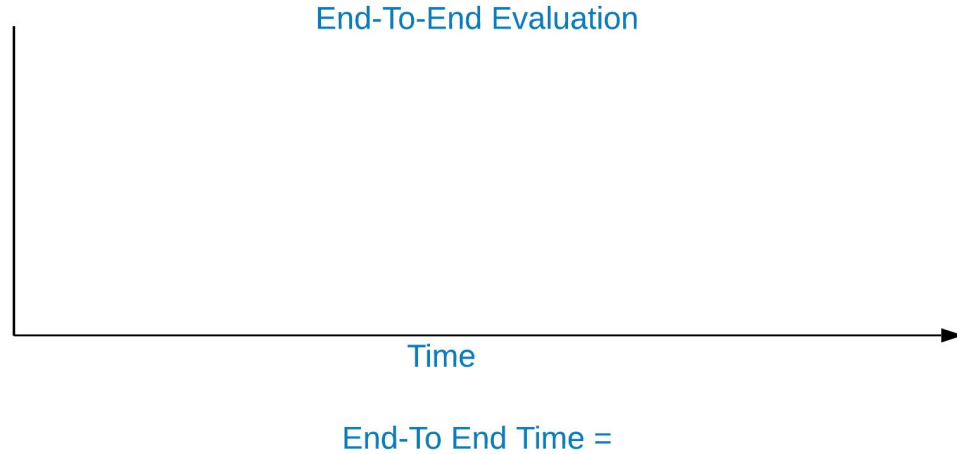 End-To-End Evaluation
Time
End-To End Time =